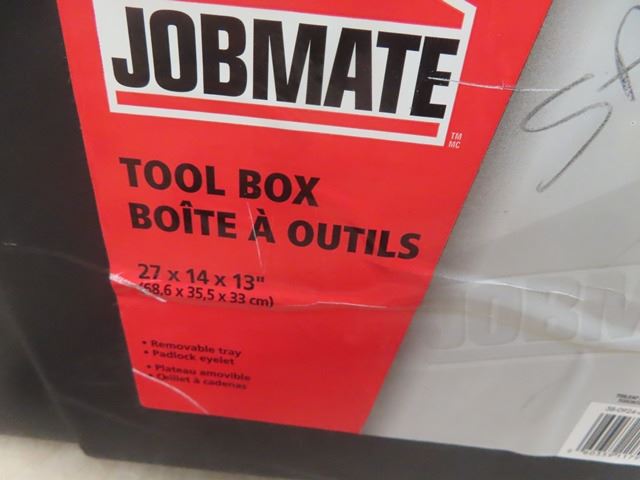 JOBMATE
TM
MC
TOOL BOX
BOÎTE À OUTILS
27 x 14 x 13"
(68.6 x 35,5 x 33 cm)
• Removable tray
• Padlock eyelet
• Plateau amovible
• Œillet à cadenas